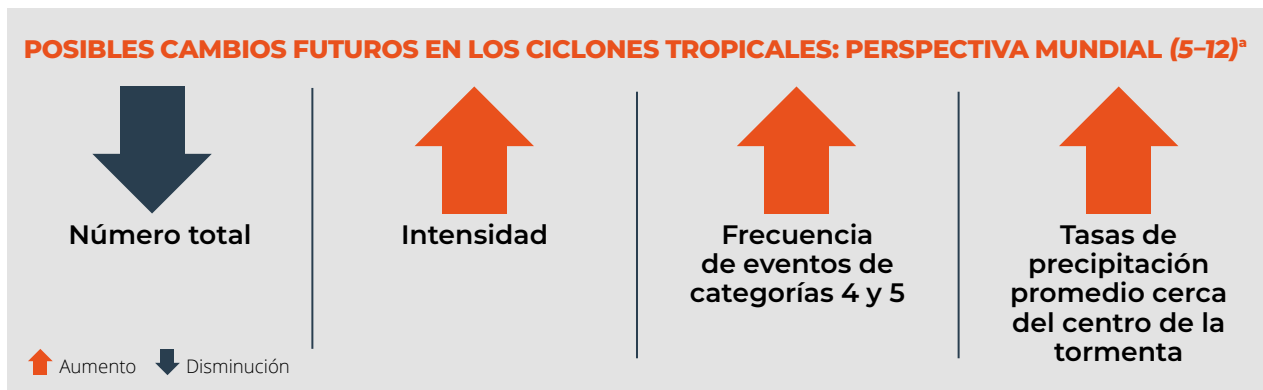 POSIBLES CAMBIOS FUTUROS EN LOS CICLONES TROPICALES: PERSPECTIVA MUNDIAL (5–12)ª
Número total
Intensidad
Frecuencia
de eventos de
categorías 4 y 5
Tasas de
precipitación
promedio cerca
del centro de la
tormenta
Aumento Disminución